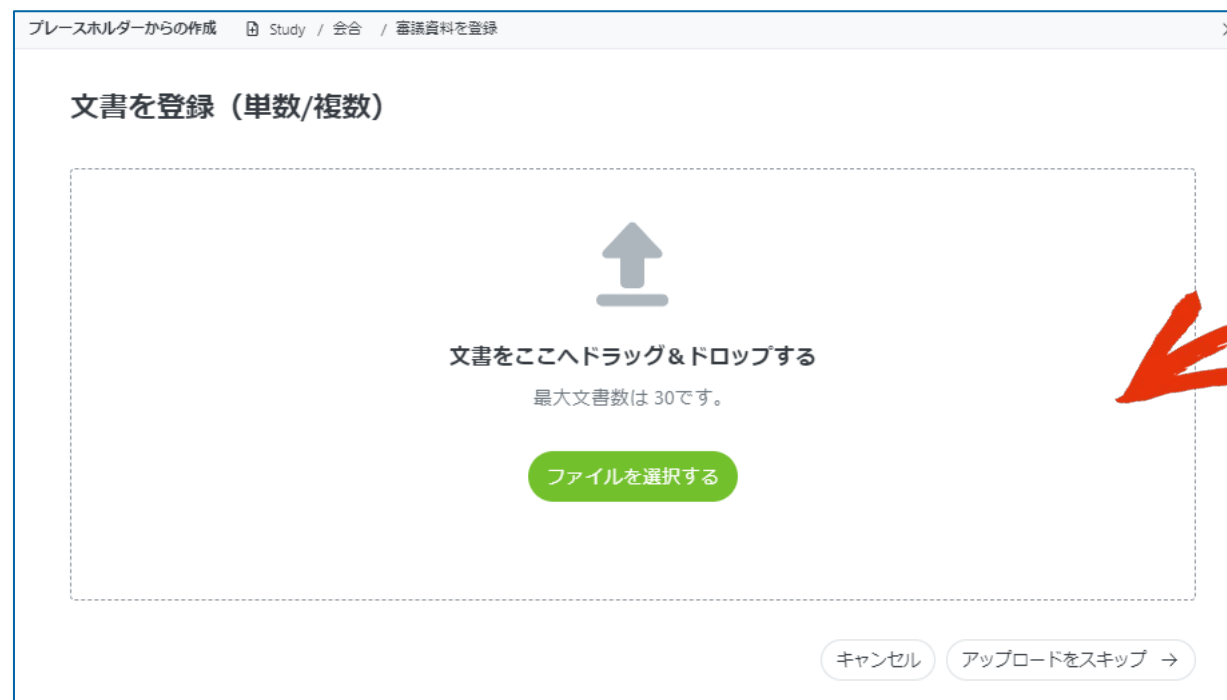 プレースホルダーからの作成 Study / 会合 / 審議資料を登録
文書を登録（単数/複数）
文書をここへドラッグ＆ドロップする
最大文書数は 30です。
ファイルを選択する
キャンセル アップロードをスキップ →